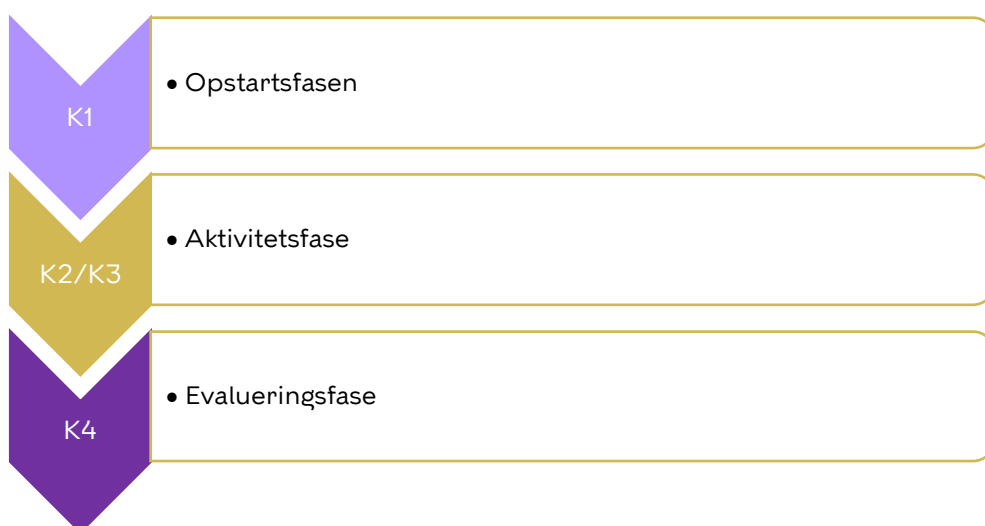 K1
• Opstartsfasen
K2/K3
• Aktivitetsfase
K4
• Evalueringsfase